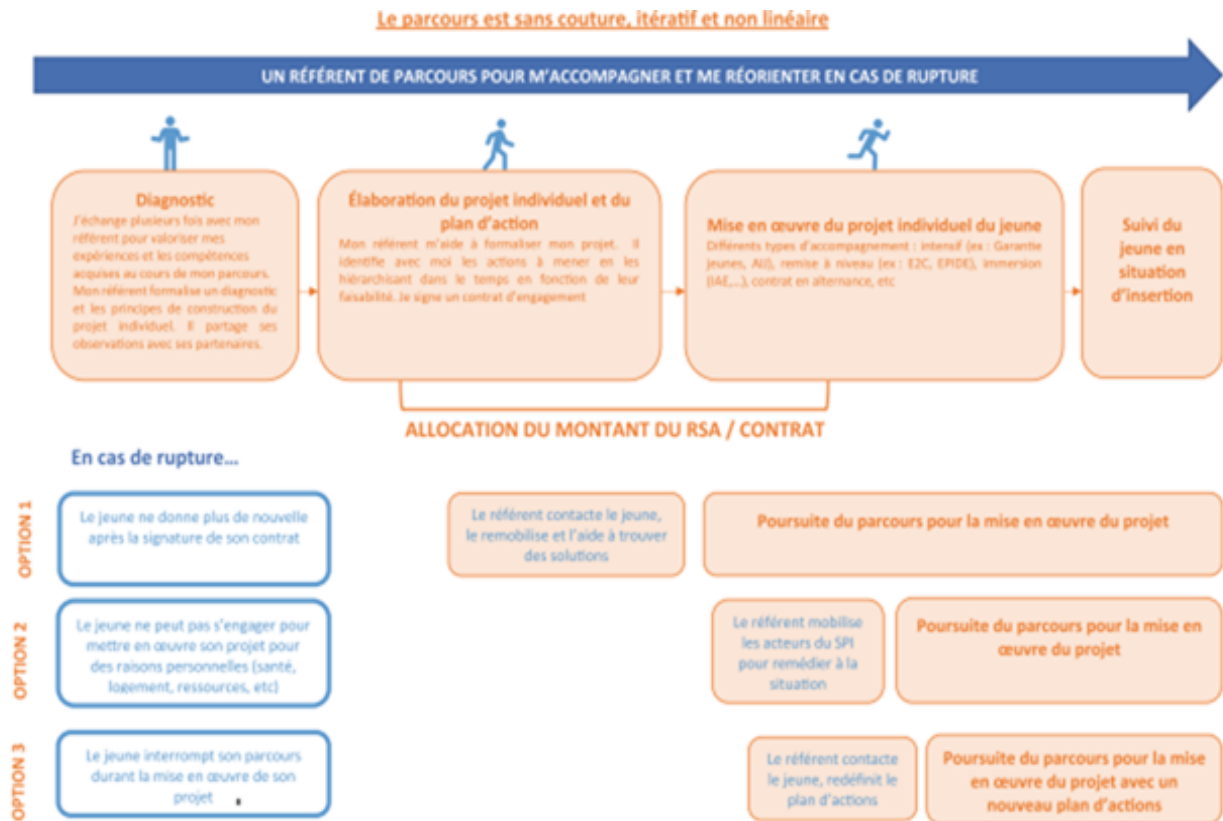 Le parcours est sans couture, itératif et non linéaire
UN RÉFÉRENT DE PARCOURS POUR M'ACCOMPAGNER ET ME RÉORIENTER EN CAS DE RUPTURE
Diagnostic
J'échange plusieurs fois avec mon
référent pour valoriser mes
expériences et les compétences
acquises au cours de mon parcours.
Mon référent formalise un diagnostic
et les principes de construction du
projet individuel. Il partage ses
observations avec ses partenaires.
Élaboration du projet individuel et du
plan d'action
Mon référent m'aide à formaliser mon projet. Il
identifie avec moi les actions à mener en les
hiérarchisant dans le temps en fonction de leur
faisabilité. Je signe un contrat d'engagement
Mise en œuvre du projet individuel du jeune
Différents types d'accompagnement : intensif (ex : Garantie
jeunes, AIJ), remise à niveau (ex : E2C, EPIDE), immersion
(IAE,...), contrat en alternance, etc
Suivi du
jeune en
situation
d'insertion
ALLOCATION DU MONTANT DU RSA / CONTRAT
En cas de rupture...
OPTION 1
Le jeune ne donne plus de nouvelle
après la signature de son contrat
Le référent contacte le jeune,
le remobilise et l'aide à trouver
des solutions
Poursuite du parcours pour la mise en œuvre du projet
OPTION 2
Le jeune ne peut pas s'engager pour
mettre en œuvre son projet pour
des raisons personnelles (santé,
logement, ressources, etc)
Le référent mobilise
les acteurs du SPI
pour remédier à la
situation
Poursuite du parcours pour la mise en
œuvre du projet
OPTION 3
Le jeune interrompt son parcours
durant la mise en œuvre de son
projet
Le référent contacte
le jeune, redéfinit le
plan d'actions
Poursuite du parcours pour la mise
en œuvre du projet avec un
nouveau plan d'actions